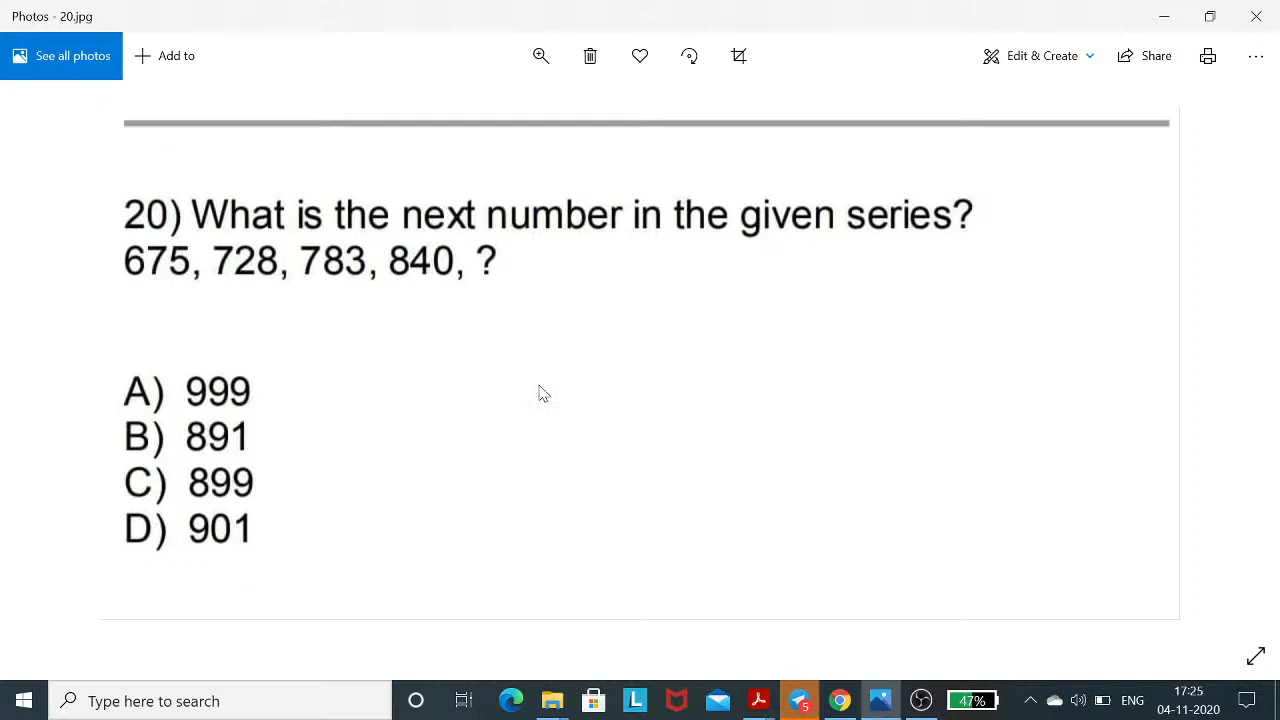 Photos - 20.jpg
See all photos
Add to
Edit & Create
Share
20) What is the next number in the given series?
675, 728, 783, 840, ?
A) 999
B) 891
C) 899
D) 901
Type here to search
L
5
47%
ENG
17:25
04-11-2020